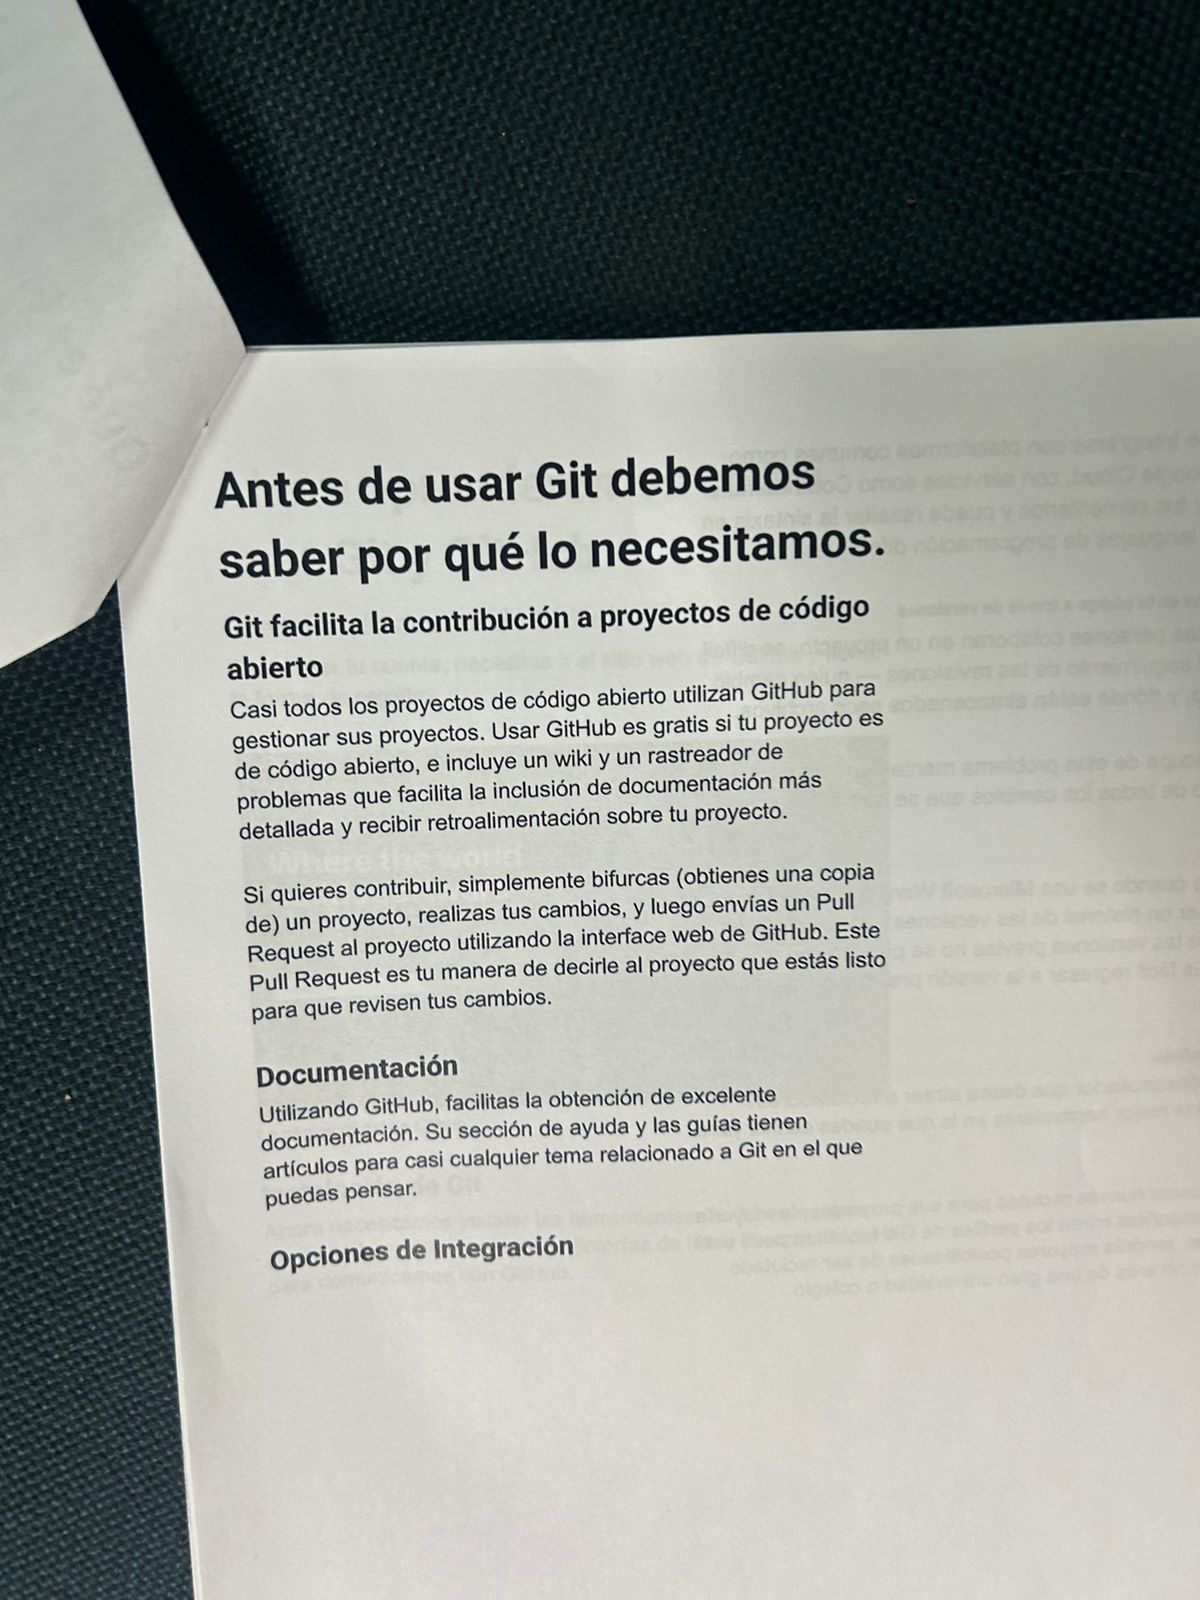 Antes de usar Git debemos
saber por qué lo necesitamos.
Git facilita la contribución a proyectos de código
abierto
Casi todos los proyectos de código abierto utilizan GitHub para
gestionar sus proyectos. Usar GitHub es gratis si tu proyecto es
de código abierto, e incluye un wiki y un rastreador de
problemas que facilita la inclusión de documentación más
detallada y recibir retroalimentación sobre tu proyecto.
Si quieres contribuir, simplemente bifurcas (obtienes una copia
de) un proyecto, realizas tus cambios, y luego envías un Pull
Request al proyecto utilizando la interface web de GitHub. Este
Pull Request es tu manera de decirle al proyecto que estás listo
para que revisen tus cambios.
Documentación
Utilizando GitHub, facilitas la obtención de excelente
documentación. Su sección de ayuda y las guías tienen
artículos para casi cualquier tema relacionado a Git en el que
puedas pensar.
Opciones de Integración